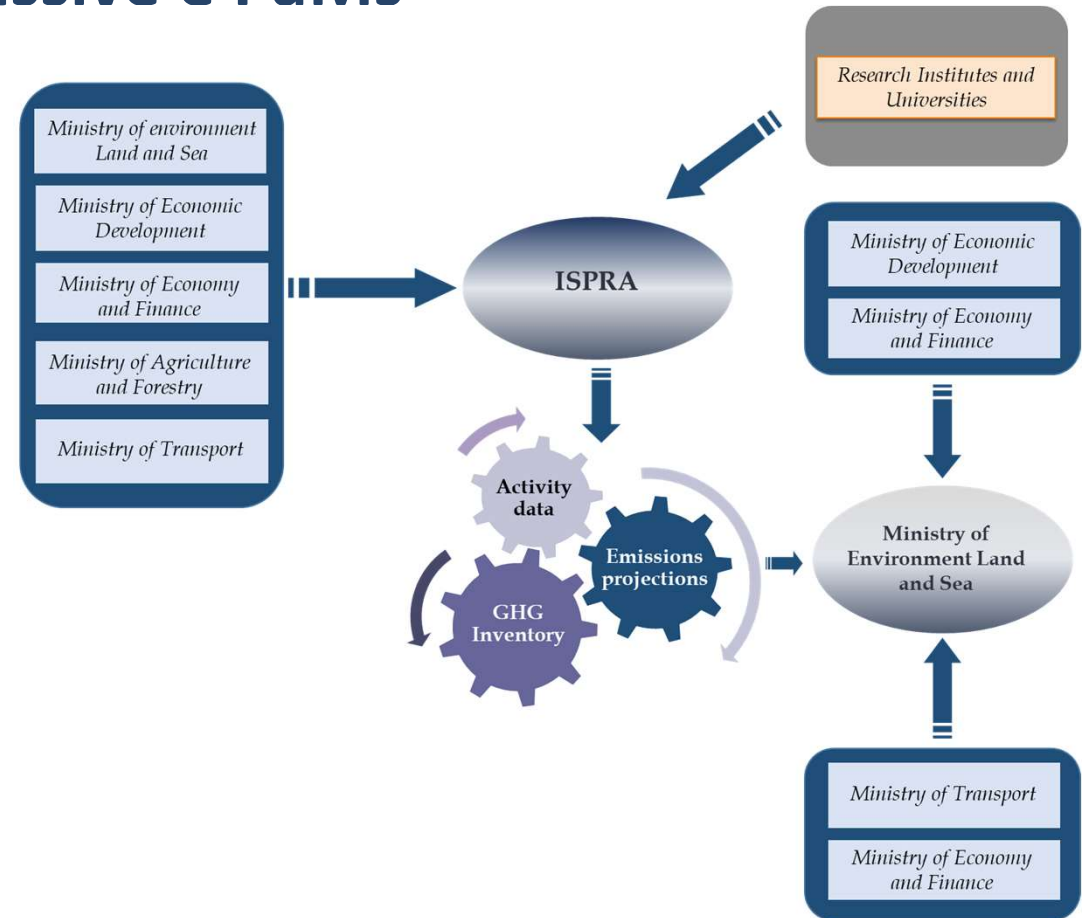 Research Institutes and
Universities
Ministry of environment
Land and Sea
Ministry of Economic
Development
Ministry of Economy
and Finance
Ministry of Agriculture
and Forestry
Ministry of Transport
ISPRA
Ministry of Economic
Development
Ministry of Economy
and Finance
Activity
data
Emissions
projections
GHG
Inventory
Ministry of
Environment Land
and Sea
Ministry of Transport
Ministry of Economy
and Finance